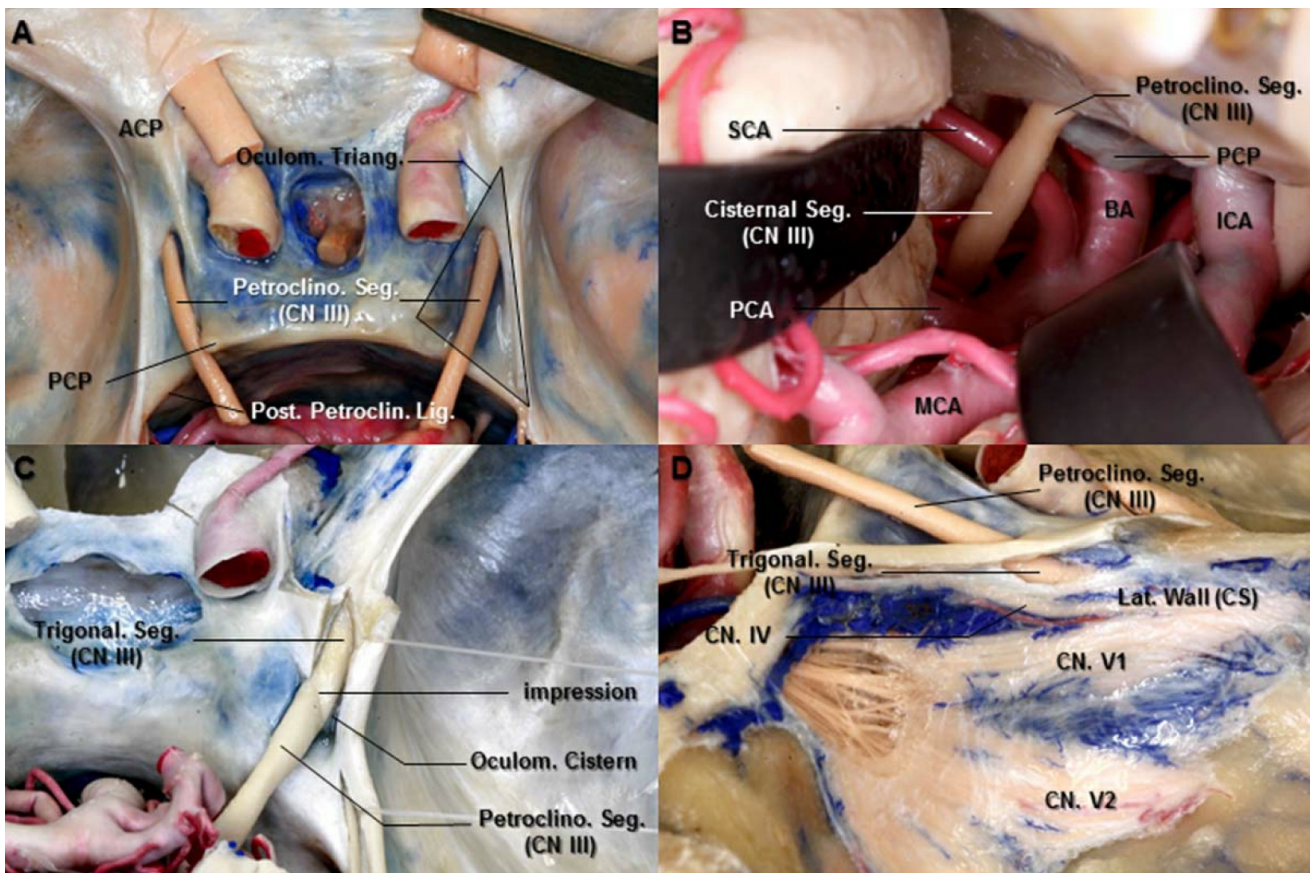 A
ACP
Oculom. Triang.
Petroclino. Seg.
(CN III)
PCP
Post. Petroclin. Lig.
B
Petroclino. Seg.
(CN III)
SCA
PCP
Cisternal Seg.
(CN III)
BA
ICA
PCA
MCA
C
Trigonal. Seg.
(CN III)
impression
Oculom. Cistern
Petroclino. Seg.
(CN III)
D
Petroclino. Seg.
(CN III)
Trigonal. Seg.
(CN III)
Lat. Wall (CS)
CN. IV
CN. V1
CN. V2